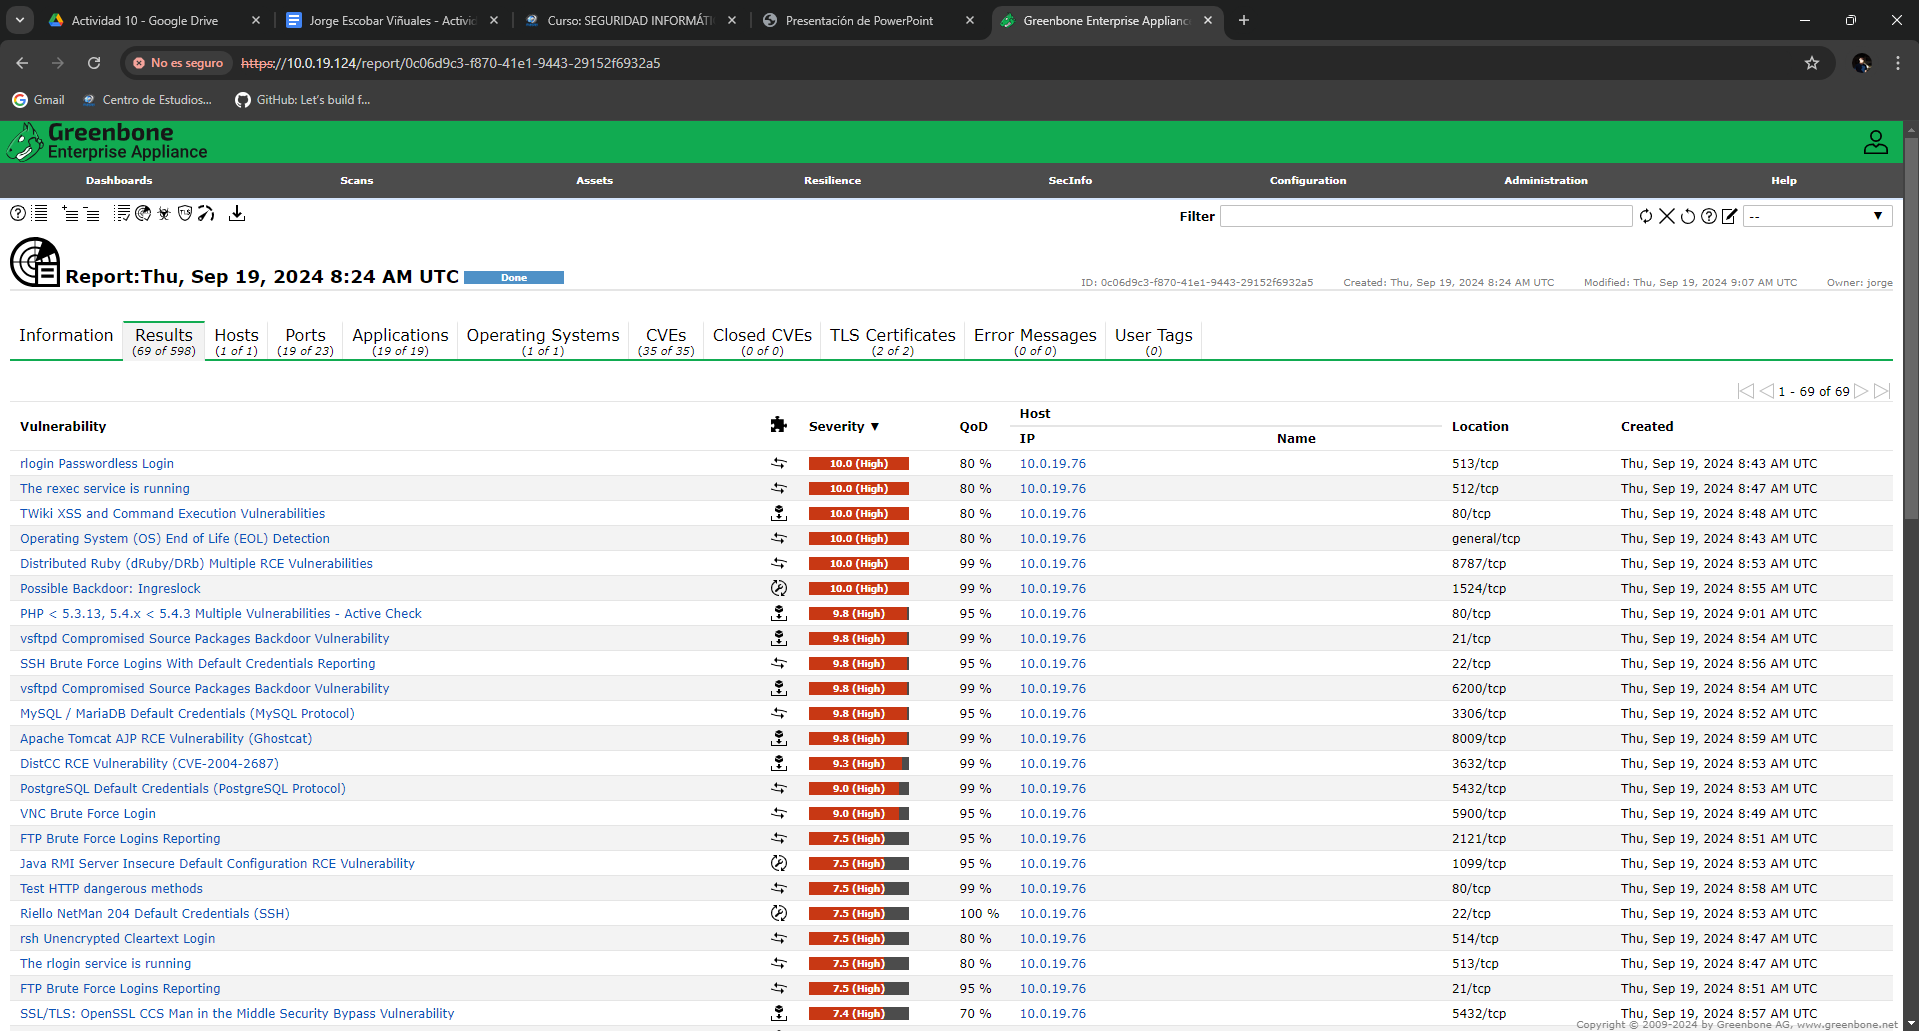 Actividad 10 - Google Drive
Jorge Escobar Viñuales - Activid
Curso: SEGURIDAD INFORMÁTI
Presentación de PowerPoint
Greenbone Enterprise Appliance
No es seguro https://10.0.19.124/report/0c06d9c3-f870-41e1-9443-29152f6932a5
Gmail Centro de Estudios... GitHub: Let's build f...
Greenbone
Enterprise Appliance
Dashboards Scans Assets Resilience SecInfo Configuration Administration Help
Filter --
Report:Thu, Sep 19, 2024 8:24 AM UTC Done
ID: 0c06d9c3-f870-41e1-9443-29152f6932a5 Created: Thu, Sep 19, 2024 8:24 AM UTC Modified: Thu, Sep 19, 2024 9:07 AM UTC Owner: jorge
Information Results Hosts Ports Applications Operating Systems CVEs Closed CVEs TLS Certificates Error Messages User Tags
(69 of 598) (1 of 1) (19 of 23) (19 of 19) (1 of 1) (35 of 35) (0 of 0) (2 of 2) (0 of 0) (0)
1 - 69 of 69
Vulnerability Severity ▼ QoD Host Location Created
IP Name
rlogin Passwordless Login 10.0 (High) 80 % 10.0.19.76 513/tcp Thu, Sep 19, 2024 8:43 AM UTC
The rexec service is running 10.0 (High) 80 % 10.0.19.76 512/tcp Thu, Sep 19, 2024 8:47 AM UTC
TWiki XSS and Command Execution Vulnerabilities 10.0 (High) 80 % 10.0.19.76 80/tcp Thu, Sep 19, 2024 8:48 AM UTC
Operating System (OS) End of Life (EOL) Detection 10.0 (High) 80 % 10.0.19.76 general/tcp Thu, Sep 19, 2024 8:43 AM UTC
Distributed Ruby (dRuby/DRb) Multiple RCE Vulnerabilities 10.0 (High) 99 % 10.0.19.76 8787/tcp Thu, Sep 19, 2024 8:53 AM UTC
Possible Backdoor: Ingreslock 10.0 (High) 99 % 10.0.19.76 1524/tcp Thu, Sep 19, 2024 8:55 AM UTC
PHP < 5.3.13, 5.4.x < 5.4.3 Multiple Vulnerabilities - Active Check 9.8 (High) 95 % 10.0.19.76 80/tcp Thu, Sep 19, 2024 9:01 AM UTC
vsftpd Compromised Source Packages Backdoor Vulnerability 9.8 (High) 99 % 10.0.19.76 21/tcp Thu, Sep 19, 2024 8:54 AM UTC
SSH Brute Force Logins With Default Credentials Reporting 9.8 (High) 95 % 10.0.19.76 22/tcp Thu, Sep 19, 2024 8:56 AM UTC
vsftpd Compromised Source Packages Backdoor Vulnerability 9.8 (High) 99 % 10.0.19.76 6200/tcp Thu, Sep 19, 2024 8:54 AM UTC
MySQL / MariaDB Default Credentials (MySQL Protocol) 9.8 (High) 95 % 10.0.19.76 3306/tcp Thu, Sep 19, 2024 8:52 AM UTC
Apache Tomcat AJP RCE Vulnerability (Ghostcat) 9.8 (High) 99 % 10.0.19.76 8009/tcp Thu, Sep 19, 2024 8:59 AM UTC
DistCC RCE Vulnerability (CVE-2004-2687) 9.3 (High) 99 % 10.0.19.76 3632/tcp Thu, Sep 19, 2024 8:53 AM UTC
PostgreSQL Default Credentials (PostgreSQL Protocol) 9.0 (High) 99 % 10.0.19.76 5432/tcp Thu, Sep 19, 2024 8:53 AM UTC
VNC Brute Force Login 9.0 (High) 95 % 10.0.19.76 5900/tcp Thu, Sep 19, 2024 8:49 AM UTC
FTP Brute Force Logins Reporting 7.5 (High) 95 % 10.0.19.76 2121/tcp Thu, Sep 19, 2024 8:51 AM UTC
Java RMI Server Insecure Default Configuration RCE Vulnerability 7.5 (High) 95 % 10.0.19.76 1099/tcp Thu, Sep 19, 2024 8:53 AM UTC
Test HTTP dangerous methods 7.5 (High) 99 % 10.0.19.76 80/tcp Thu, Sep 19, 2024 8:58 AM UTC
Riello NetMan 204 Default Credentials (SSH) 7.5 (High) 100 % 10.0.19.76 22/tcp Thu, Sep 19, 2024 8:53 AM UTC
rsh Unencrypted Cleartext Login 7.5 (High) 80 % 10.0.19.76 514/tcp Thu, Sep 19, 2024 8:47 AM UTC
The rlogin service is running 7.5 (High) 80 % 10.0.19.76 513/tcp Thu, Sep 19, 2024 8:47 AM UTC
FTP Brute Force Logins Reporting 7.5 (High) 95 % 10.0.19.76 21/tcp Thu, Sep 19, 2024 8:51 AM UTC
SSL/TLS: OpenSSL CCS Man in the Middle Security Bypass Vulnerability 7.4 (High) 70 % 10.0.19.76 5432/tcp Thu, Sep 19, 2024 8:57 AM UTC
Copyright © 2009-2024 by Greenbone AG, www.greenbone.net